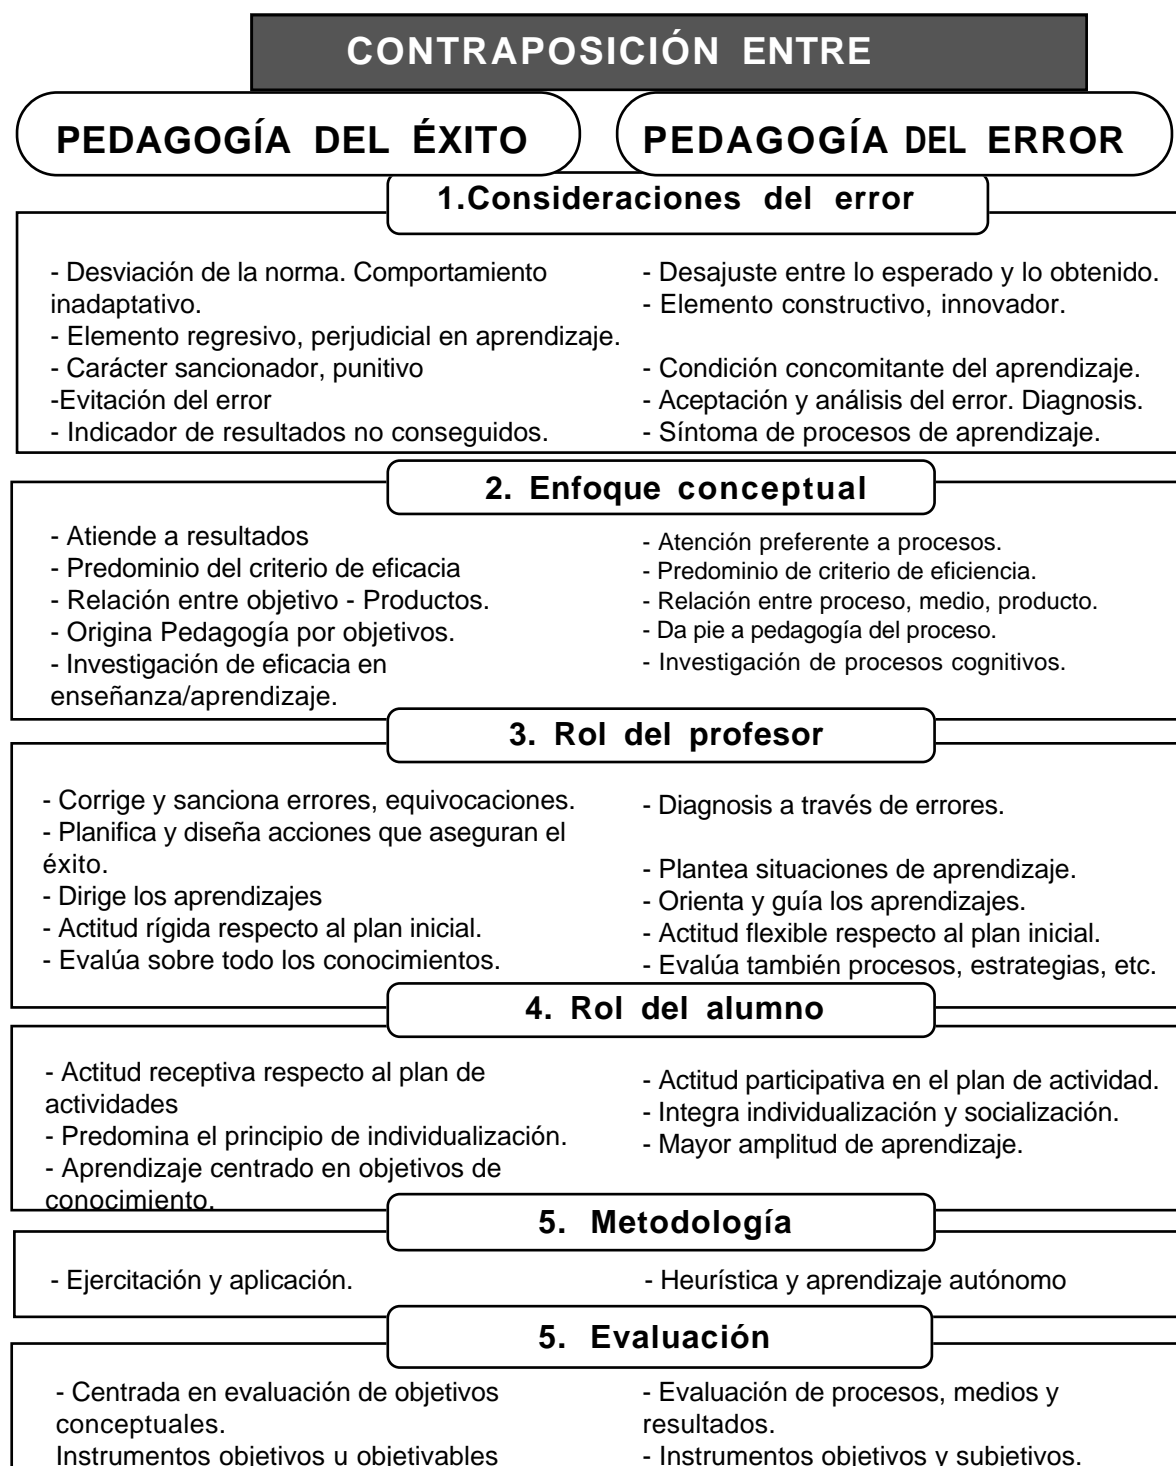 CONTRAPOSICIÓN ENTRE
PEDAGOGÍA DEL ÉXITO
PEDAGOGÍA DEL ERROR
1.Consideraciones del error
- Desviación de la norma. Comportamiento
inadaptativo.
- Elemento regresivo, perjudicial en aprendizaje.
- Carácter sancionador, punitivo
-Evitación del error
- Indicador de resultados no conseguidos.
- Desajuste entre lo esperado y lo obtenido.
- Elemento constructivo, innovador.
- Condición concomitante del aprendizaje.
- Aceptación y análisis del error. Diagnosis.
- Síntoma de procesos de aprendizaje.
2. Enfoque conceptual
- Atiende a resultados
- Predominio del criterio de eficacia
- Relación entre objetivo - Productos.
- Origina Pedagogía por objetivos.
- Investigación de eficacia en
enseñanza/aprendizaje.
- Atención preferente a procesos.
- Predominio de criterio de eficiencia.
- Relación entre proceso, medio, producto.
- Da pie a pedagogía del proceso.
- Investigación de procesos cognitivos.
3. Rol del profesor
- Corrige y sanciona errores, equivocaciones.
- Planifica y diseña acciones que aseguran el
éxito.
- Dirige los aprendizajes
- Actitud rígida respecto al plan inicial.
- Evalúa sobre todo los conocimientos.
- Diagnosis a través de errores.
- Plantea situaciones de aprendizaje.
- Orienta y guía los aprendizajes.
- Actitud flexible respecto al plan inicial.
- Evalúa también procesos, estrategias, etc.
4. Rol del alumno
- Actitud receptiva respecto al plan de
actividades
- Predomina el principio de individualización.
- Aprendizaje centrado en objetivos de
conocimiento.
- Actitud participativa en el plan de actividad.
- Integra individualización y socialización.
- Mayor amplitud de aprendizaje.
5. Metodología
- Ejercitación y aplicación.
- Heurística y aprendizaje autónomo
5. Evaluación
- Centrada en evaluación de objetivos
conceptuales.
Instrumentos objetivos u objetivables
- Evaluación de procesos, medios y
resultados.
- Instrumentos objetivos y subjetivos.